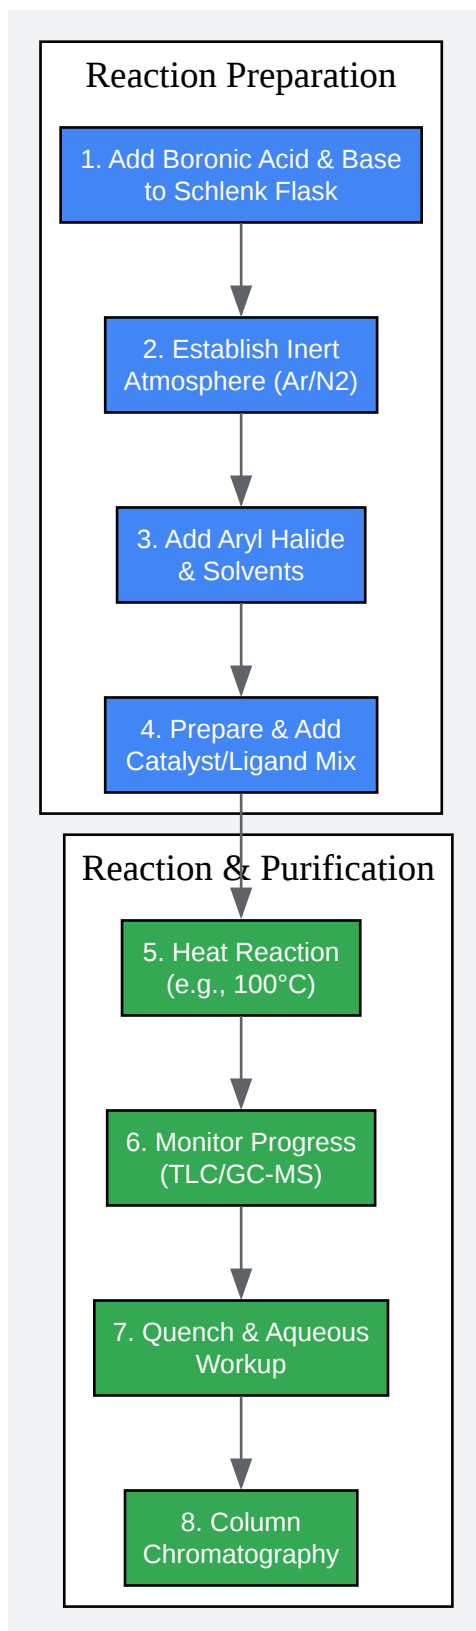 Reaction Preparation
1. Add Boronic Acid & Base
to Schlenk Flask
2. Establish Inert
Atmosphere (Ar/N2)
3. Add Aryl Halide
& Solvents
4. Prepare & Add
Catalyst/Ligand Mix
Reaction & Purification
5. Heat Reaction
(e.g., 100°C)
6. Monitor Progress
(TLC/GC-MS)
7. Quench & Aqueous
Workup
8. Column
Chromatography